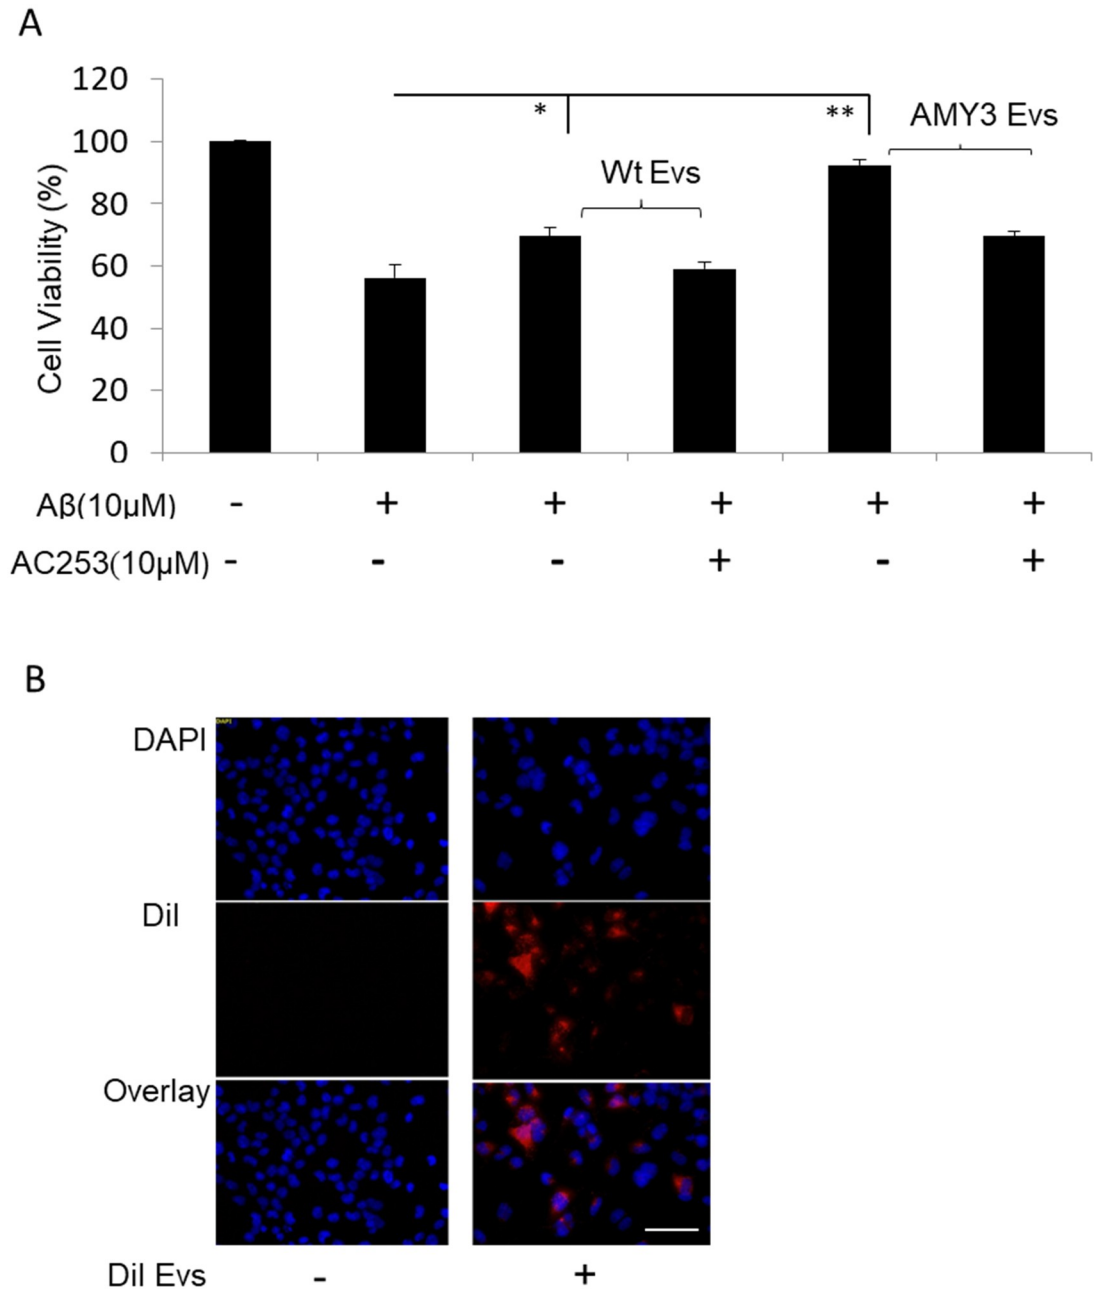 A
120
100
80
60
40
20
0
Cell Viability (%)
*
**
Wt Evs
AMY3 Evs
Aβ(10μM) - + + + + +
AC253(10μM) - - - + - +
B
DAPI
DAPI
Dil
Overlay
Dil Evs - +